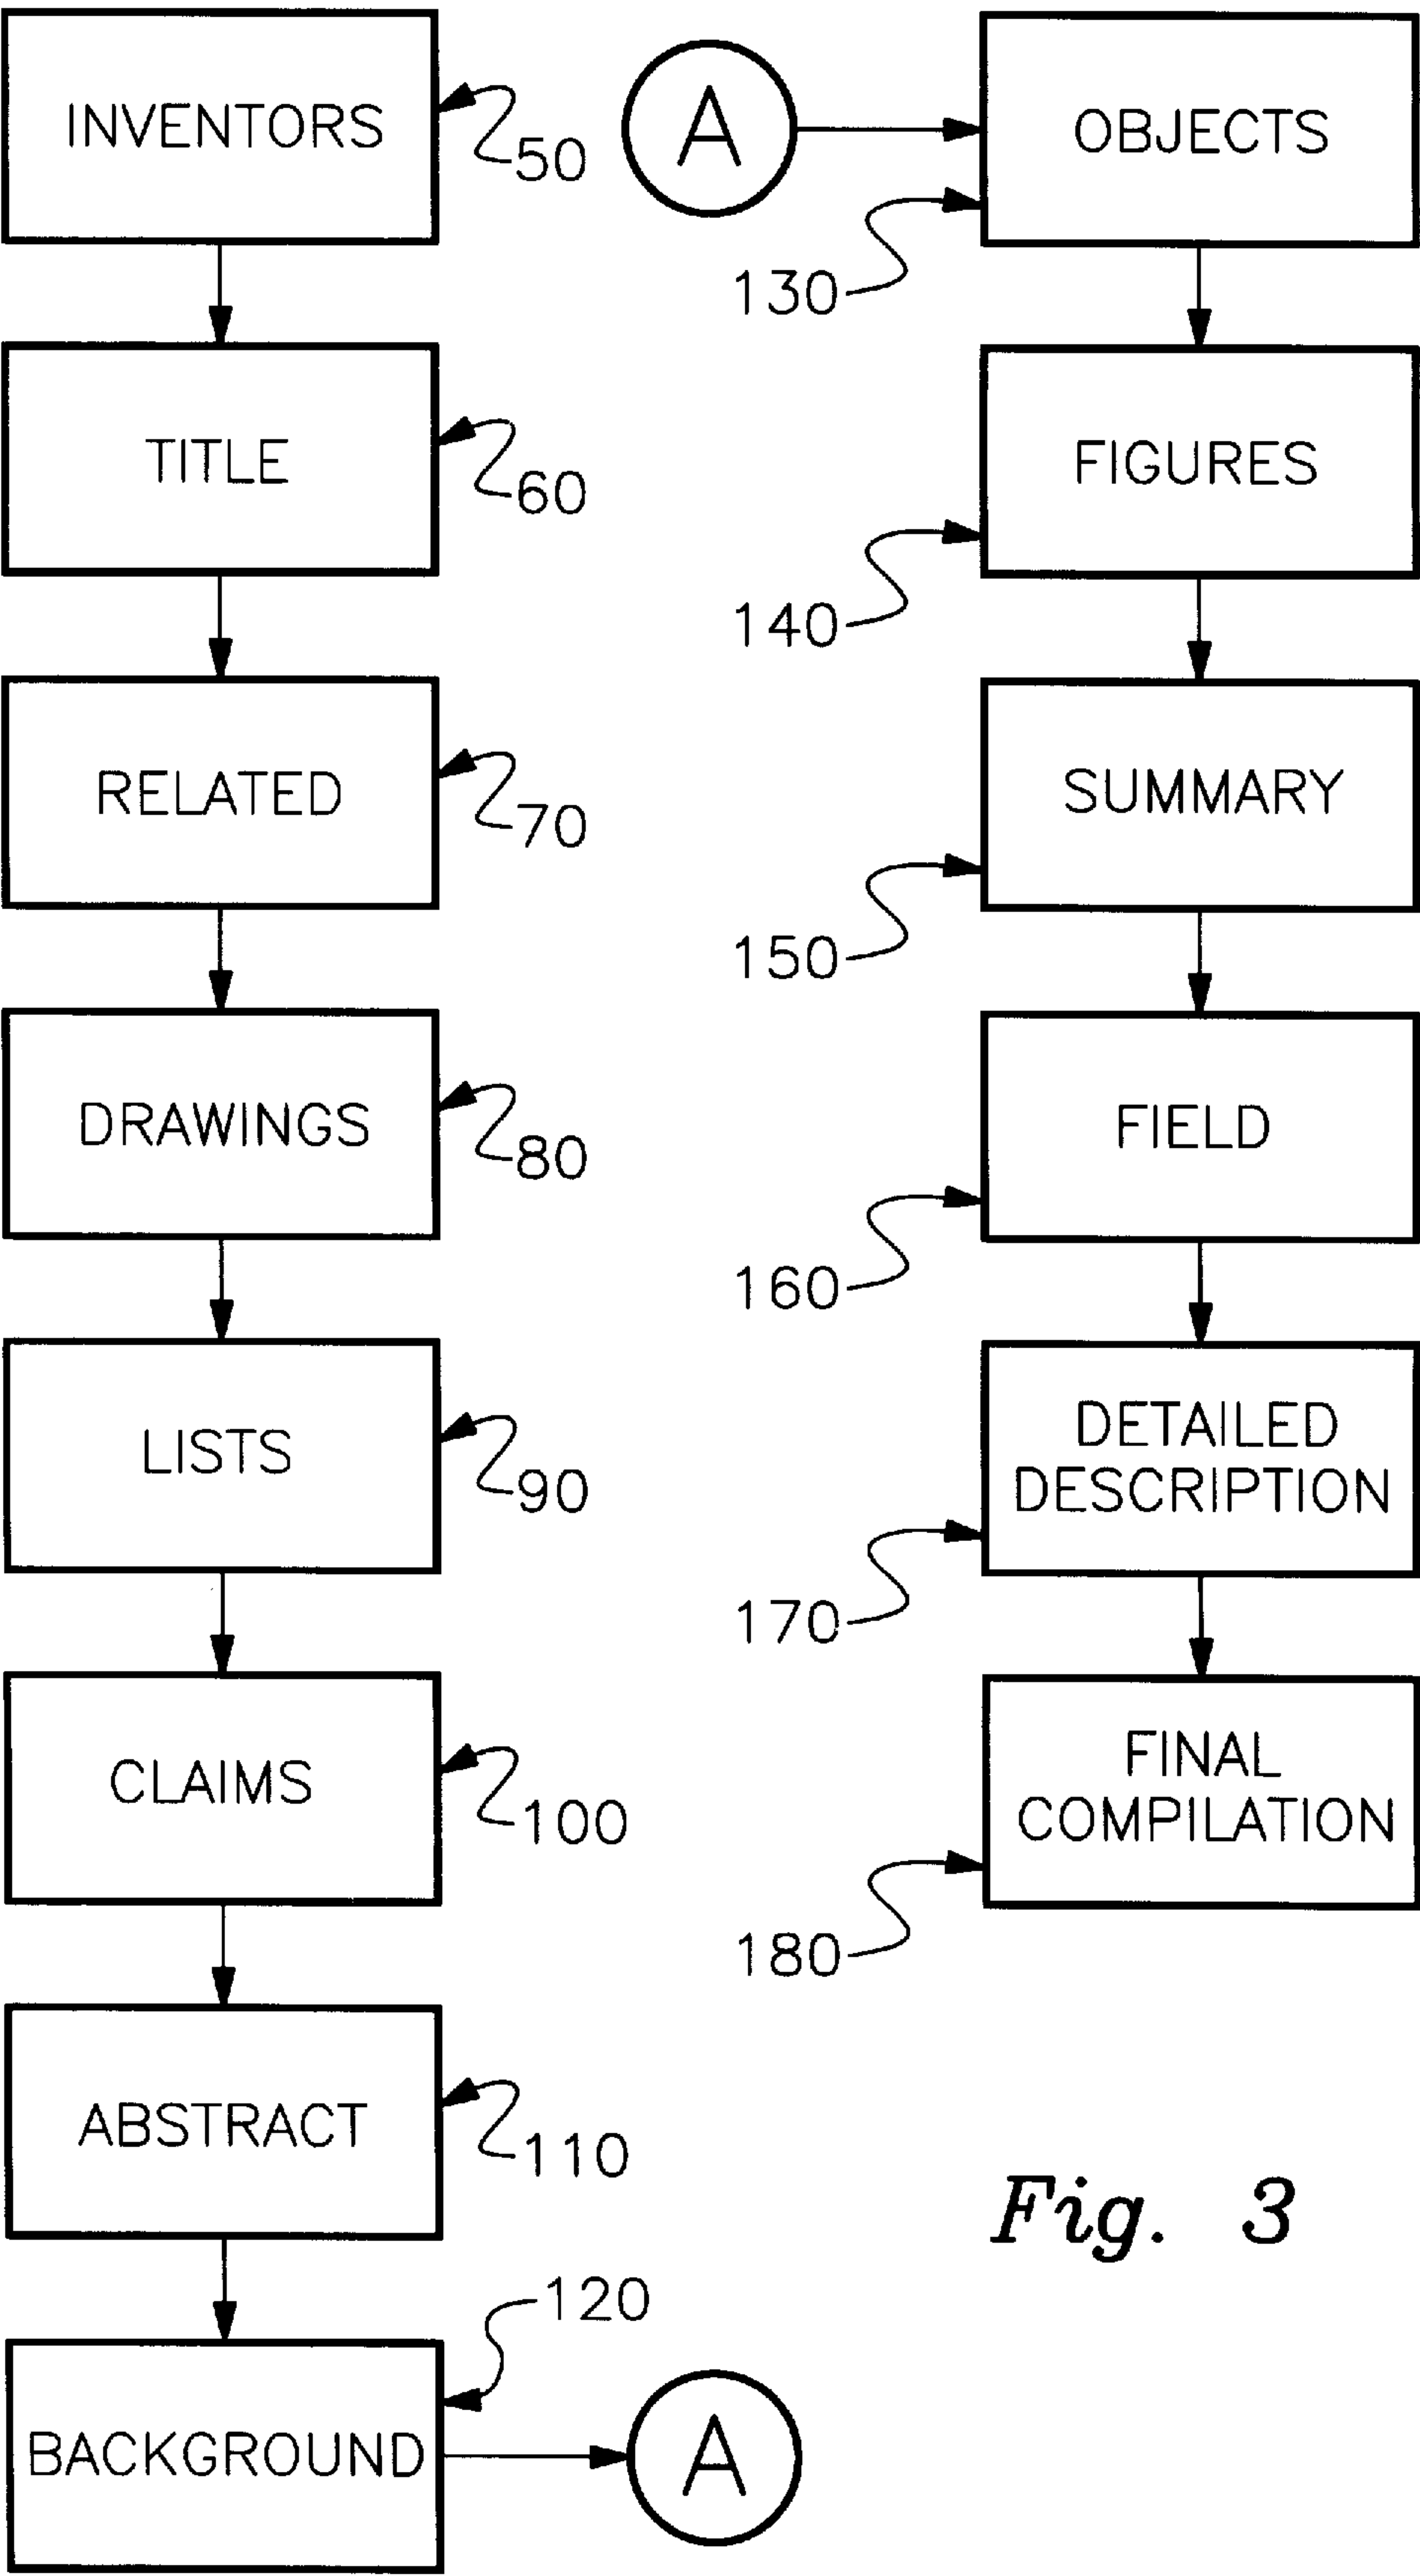 INVENTORS
50
TITLE
60
RELATED
70
DRAWINGS
80
LISTS
90
CLAIMS
100
ABSTRACT
110
120
BACKGROUND
A
A
OBJECTS
130
FIGURES
140
SUMMARY
150
FIELD
160
DETAILED
DESCRIPTION
170
FINAL
COMPILATION
180
Fig. 3